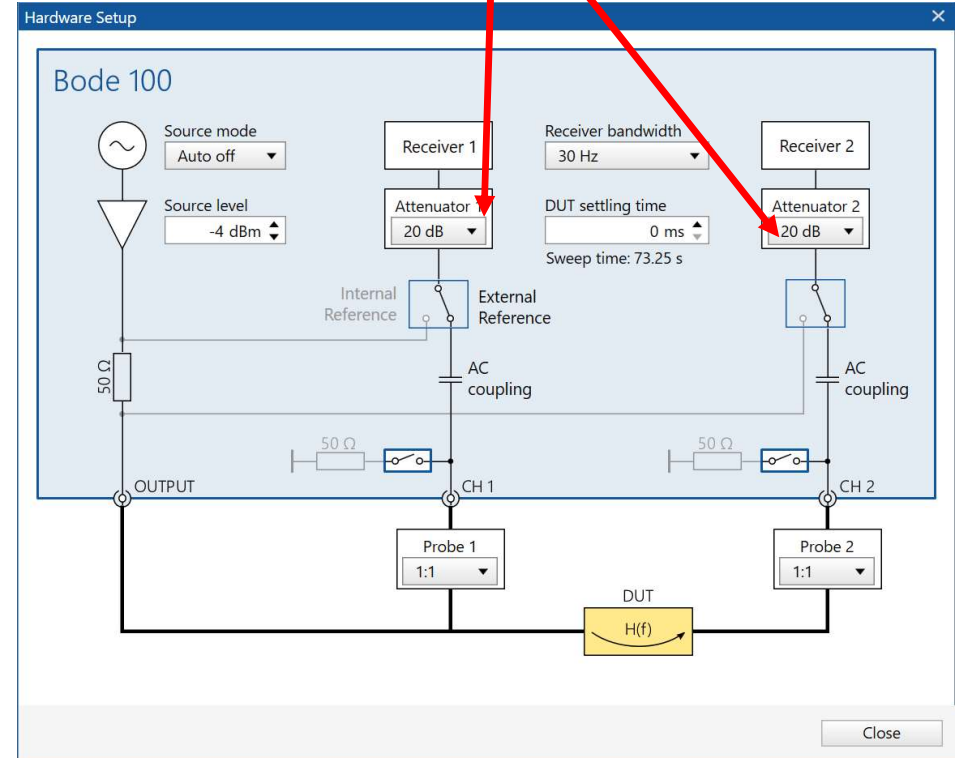 Hardware Setup
Bode 100
Source mode
Auto off
Receiver 1
Receiver bandwidth
30 Hz
Receiver 2
Source level
-4 dBm
Attenuator 1
20 dB
DUT settling time
0 ms
Sweep time: 73.25 s
Attenuator 2
20 dB
Internal
Reference
External
Reference
50 Ω
AC
coupling
AC
coupling
50 Ω
50 Ω
OUTPUT
CH 1
CH 2
Probe 1
1:1
Probe 2
1:1
DUT
H(f)
Close